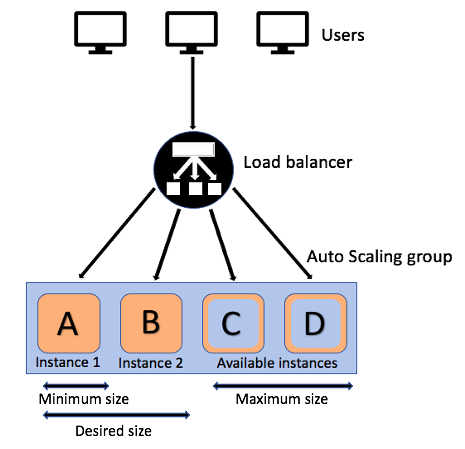 Users
Load balancer
Auto Scaling group
A B C D
Instance 1 Instance 2 Available instances
Minimum size Maximum size
Desired size